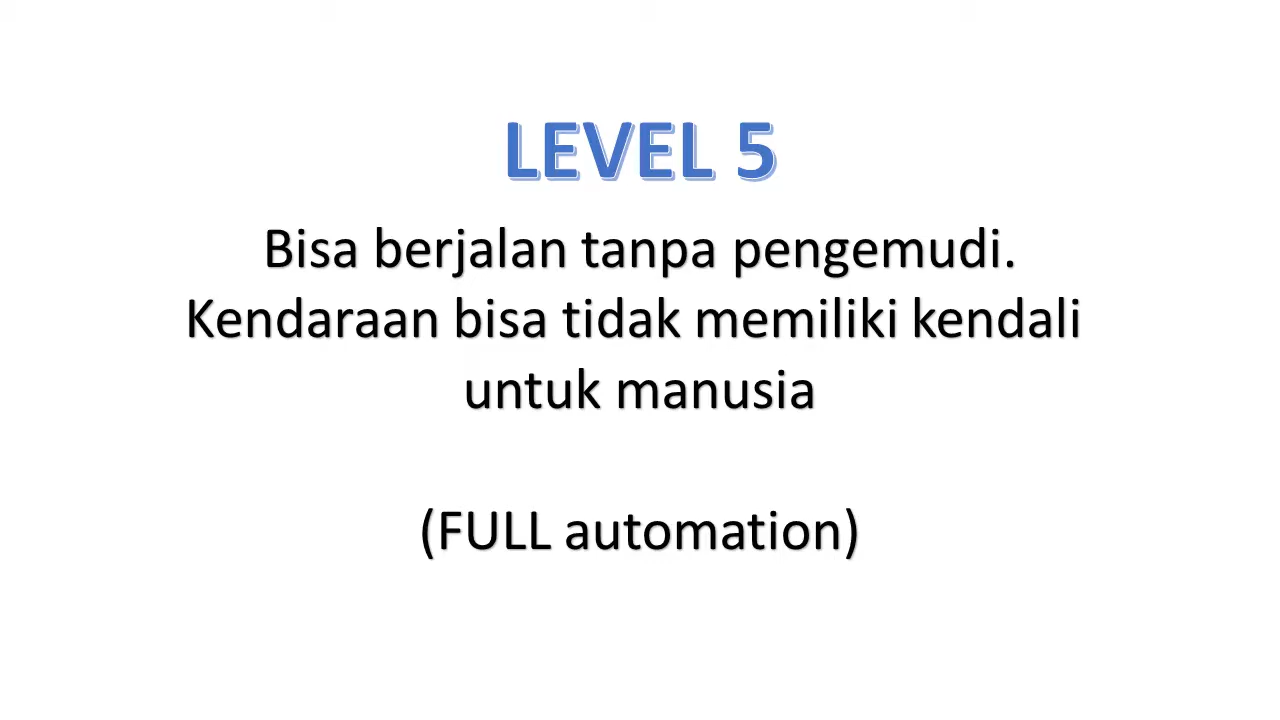 LEVEL 5
Bisa berjalan tanpa pengemudi.
Kendaraan bisa tidak memiliki kendali
untuk manusia
(FULL automation)